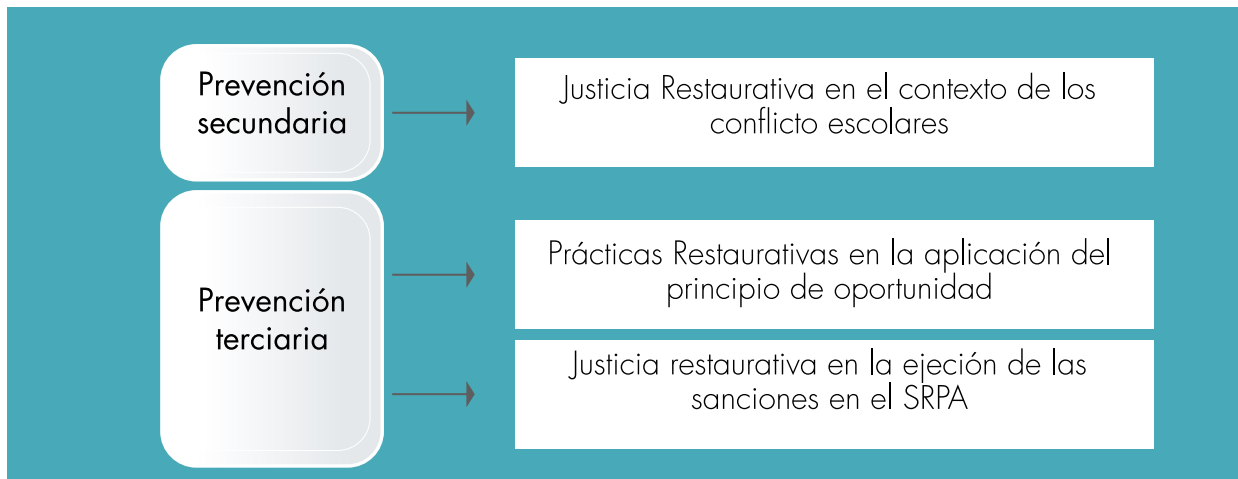 Prevención
secundaria
Justicia Restaurativa en el contexto de los
conflicto escolares
Prevención
terciaria
Prácticas Restaurativas en la aplicación del
principio de oportunidad
Justicia restaurativa en la ejeción de las
sanciones en el SRPA